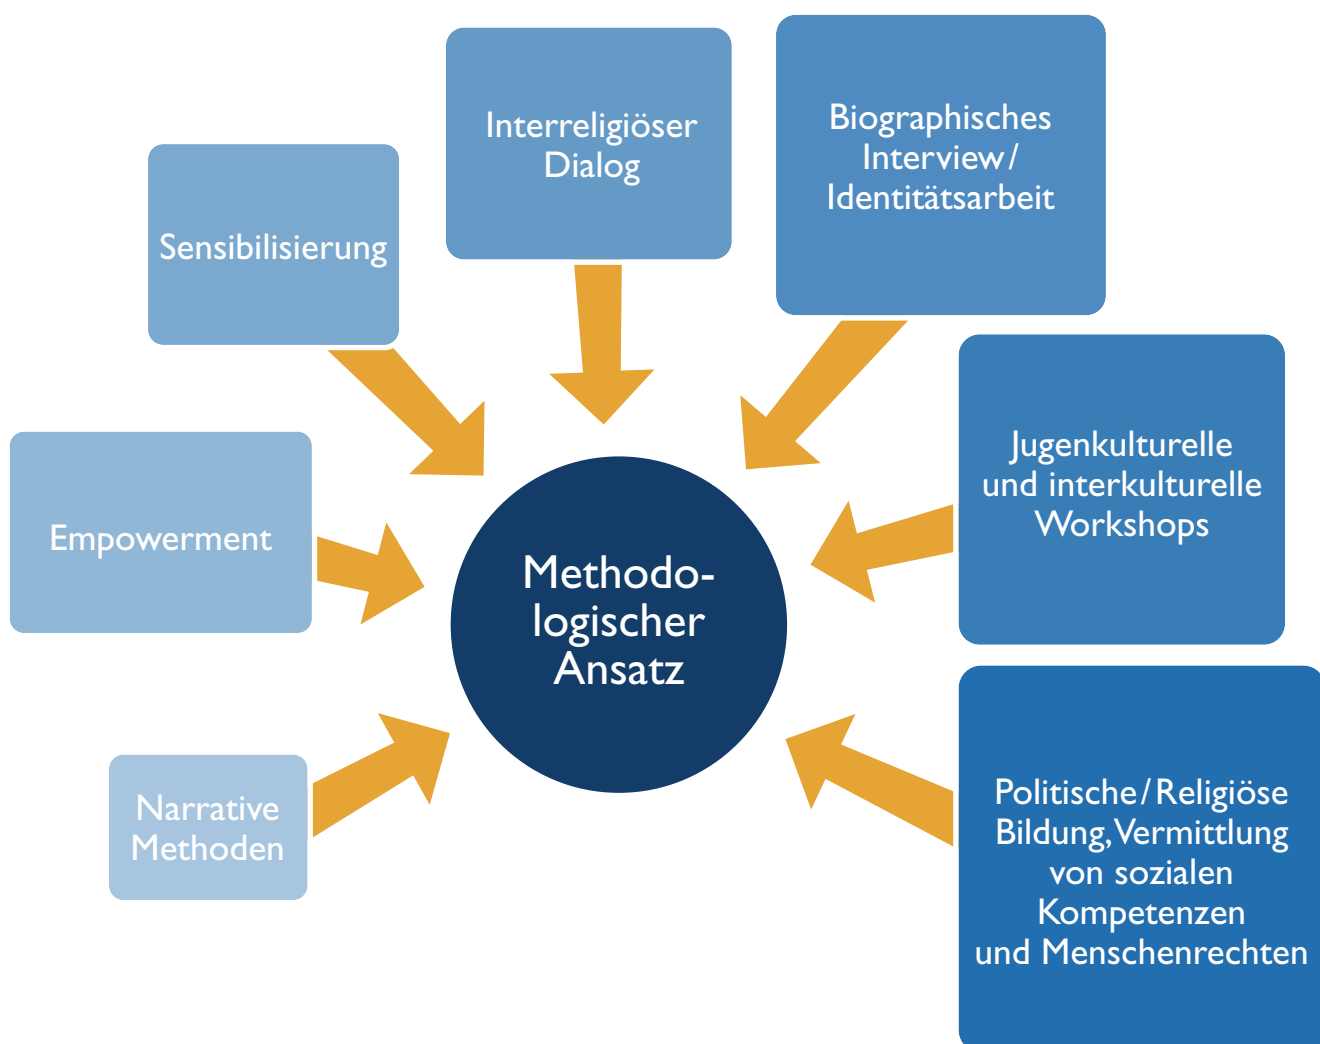 Interreligiöser
Dialog
Biographisches
Interview/
Identitätsarbeit
Sensibilisierung
Jugenkulturelle
und interkulturelle
Workshops
Empowerment
Methodo-
logischer
Ansatz
Politische/Religiöse
Bildung, Vermittlung
von sozialen
Kompetenzen
und Menschenrechten
Narrative
Methoden